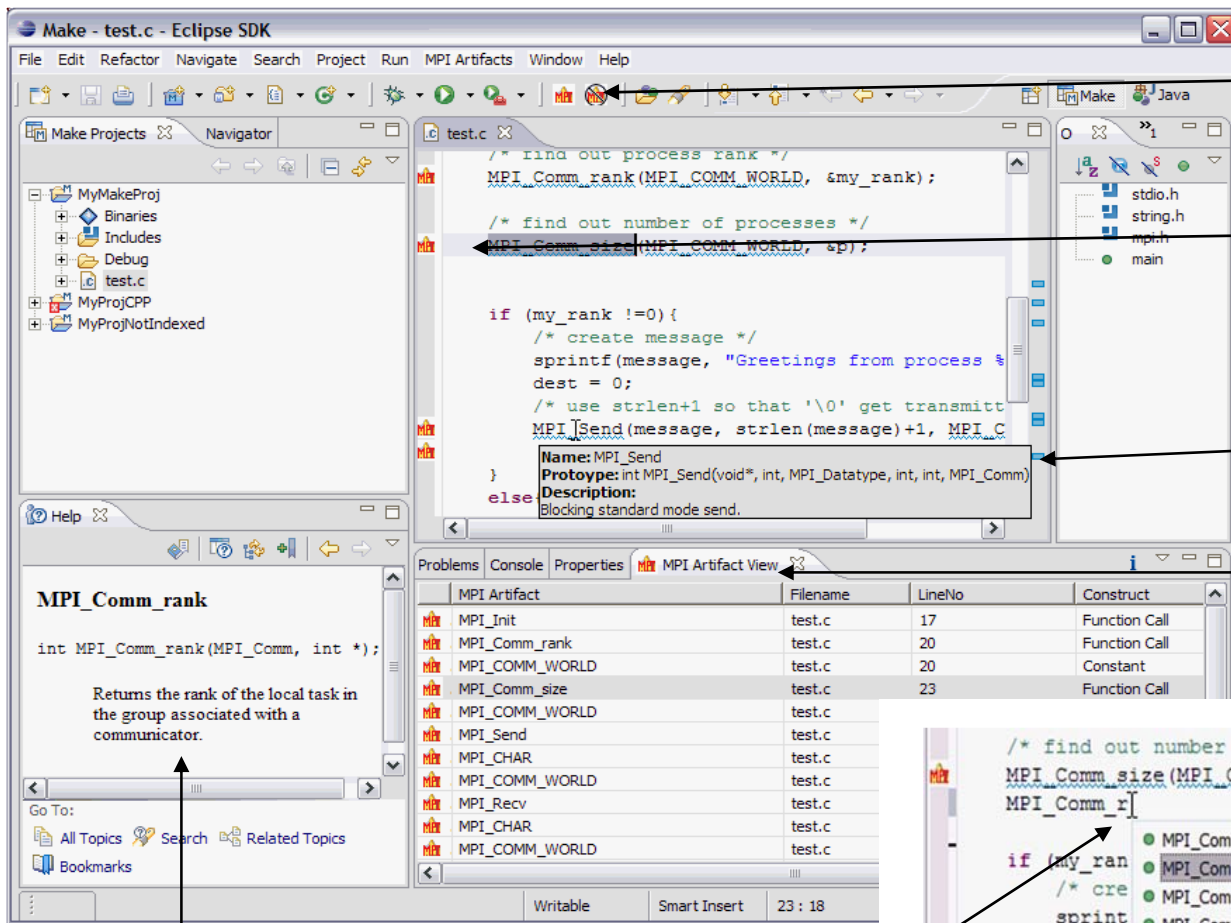 Make - test.c - Eclipse SDK
File Edit Refactor Navigate Search Project Run MPI Artifacts Window Help
Make Java
Make Projects Navigator
MyMakeProj
Binaries
Includes
Debug
test.c
MyProjCPP
MyProjNotIndexed
test.c
/* find out process rank */
MPI_Comm_rank(MPI_COMM_WORLD, &my_rank);
/* find out number of processes */
MPI_Comm_size(MPI_COMM_WORLD, &p);
if (my_rank !=0){
/* create message */
sprintf(message, "Greetings from process %
dest = 0;
/* use strlen+1 so that '\0' get transmitt
MPI_Send(message, strlen(message)+1, MPI_C
Name: MPI_Send
Protoype: int MPI_Send(void*, int, MPI_Datatype, int, int, MPI_Comm)
Description:
Blocking standard mode send.
}
else{
O 1
stdio.h
string.h
mpi.h
main
Help
MPI_Comm_rank
int MPI_Comm_rank(MPI_Comm, int *);
Returns the rank of the local task in
the group associated with a
communicator.
Go To:
All Topics Search Related Topics
Bookmarks
Problems Console Properties MPI Artifact View
MPI Artifact Filename LineNo Construct
MPI_Init test.c 17 Function Call
MPI_Comm_rank test.c 20 Function Call
MPI_COMM_WORLD test.c 20 Constant
MPI_Comm_size test.c 23 Function Call
MPI_COMM_WORLD test.c
MPI_Send test.c
MPI_CHAR test.c
MPI_COMM_WORLD test.c
MPI_Recv test.c
MPI_CHAR test.c
MPI_COMM_WORLD test.c
Writable Smart Insert 23 : 18
/* find out number
MPI_Comm_size(MPI_C
MPI_Comm_r
MPI_Com
if (my_ran MPI_Com
/* cre MPI_Com
sprint MPI_Com